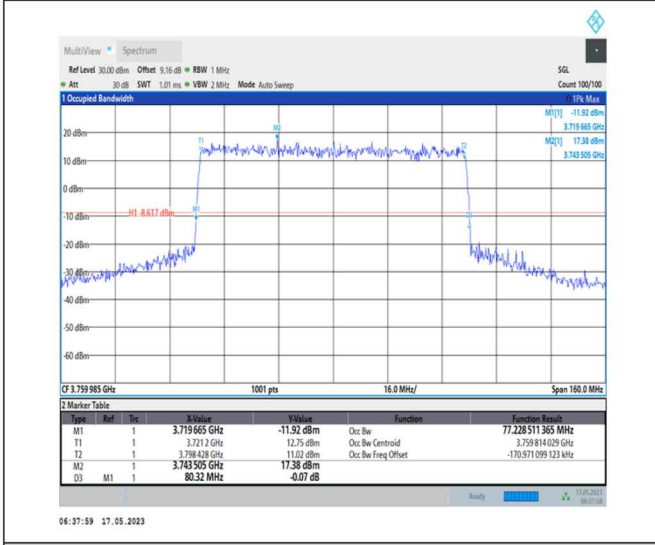 MultiView Spectrum
Ref Level 30.00 dBm Offset 9.16 dB RBW 1 MHz SGL
Att 30 dB SWT 1.01 ms VBW 2 MHz Mode Auto Sweep Count 100/100
1 Occupied Bandwidth 1Pk Max
M1[1] -11.92 dBm
3.719 665 GHz
M2[1] 17.38 dBm
3.743 505 GHz
M2
20 dBm
T1
T2
10 dBm
0 dBm
H1 -8.617 dBm
M1
-10 dBm
-20 dBm
-30 dBm
-40 dBm
-50 dBm
-60 dBm
CF 3.759 985 GHz 1001 pts 16.0 MHz/ Span 160.0 MHz
2 Marker Table
Type Ref Trc X-Value Y-Value Function Function Result
M1 1 3.719 665 GHz -11.92 dBm Occ Bw 77.228 511 365 MHz
T1 1 3.721 2 GHz 12.75 dBm Occ Bw Centroid 3.759 814 029 GHz
T2 1 3.798 428 GHz 11.02 dBm Occ Bw Freq Offset -170.971 099 123 kHz
M2 1 3.743 505 GHz 17.38 dBm
D3 M1 1 80.32 MHz -0.07 dB
Ready 17.05.2023
06:37:58
06:37:59 17.05.2023